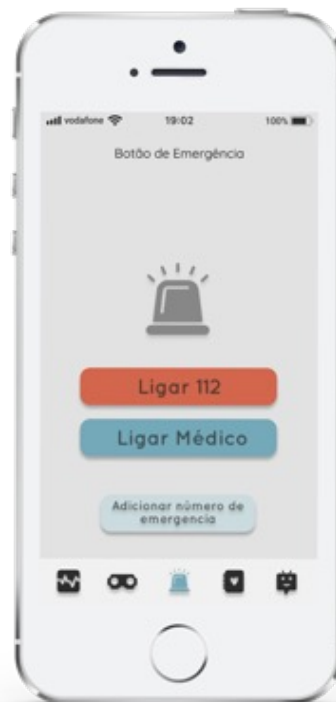 vodafone 19:02 100%
Botão de Emergência
Ligar 112
Ligar Médico
Adicionar número de
emergencia